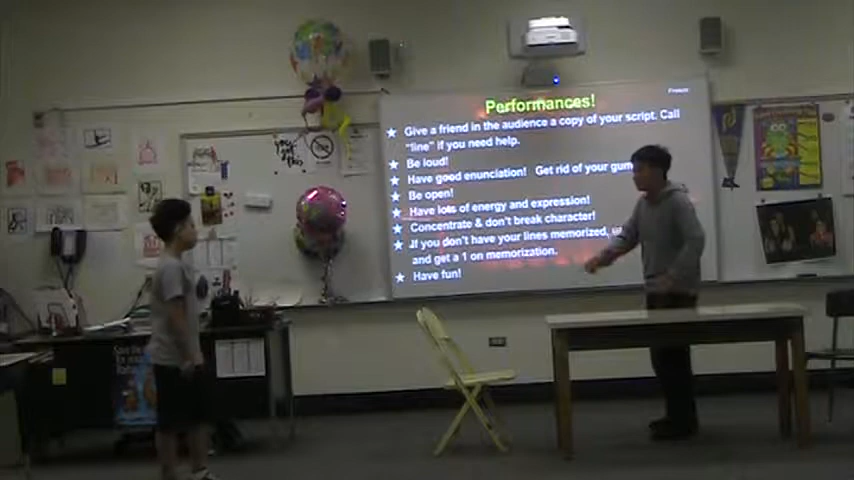 Performances!
Give a friend in the audience a copy of your script. Call
"line" if you need help.
Be loud!
Have good enunciation! Get rid of your gum
Be open!
Have lots of energy and expression!
Concentrate & don't break character!
If you don't have your lines memorized,
and get a 1 on memorization.
Have fun!